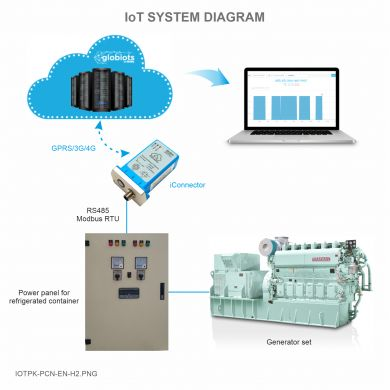 IoT SYSTEM DIAGRAM
globiots
GPRS/3G/4G
iConnector
RS485
Modbus RTU
Power panel for
refrigerated container
Generator set
IOTPK-PCN-EN-H2.PNG